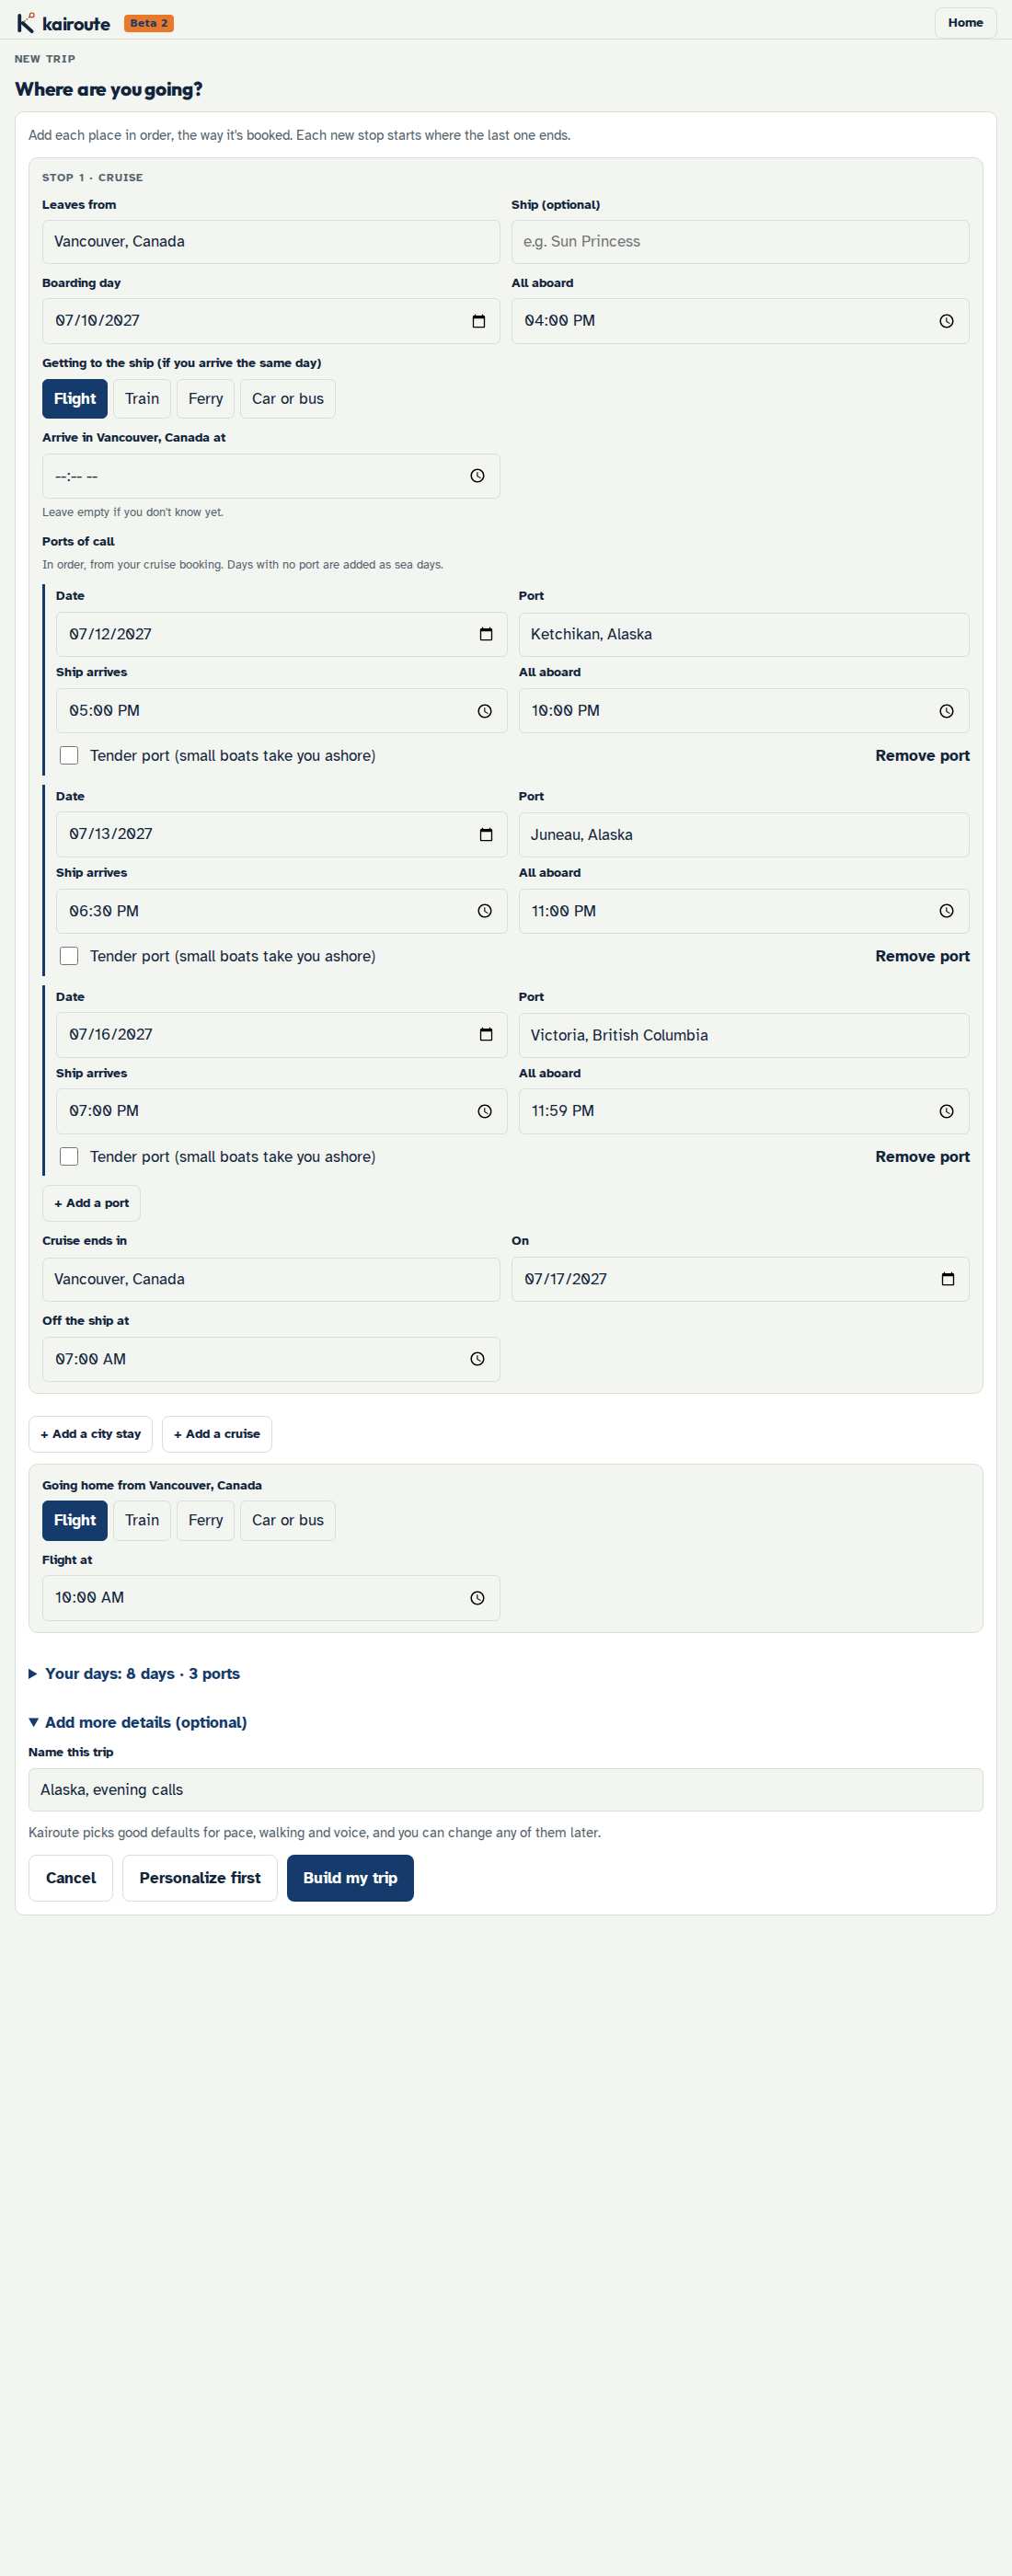 kairoute
Beta 2
Home
NEW TRIP
Where are you going?
Add each place in order, the way it's booked. Each new stop starts where the last one ends.
STOP 1 · CRUISE
Leaves from
Ship (optional)
Vancouver, Canada
e.g. Sun Princess
Boarding day
All aboard
07/10/2027
04:00 PM
Getting to the ship (if you arrive the same day)
Flight
Train
Ferry
Car or bus
Arrive in Vancouver, Canada at
--:-- --
Leave empty if you don't know yet.
Ports of call
In order, from your cruise booking. Days with no port are added as sea days.
Date
Port
07/12/2027
Ketchikan, Alaska
Ship arrives
All aboard
05:00 PM
10:00 PM
Tender port (small boats take you ashore)
Remove port
Date
Port
07/13/2027
Juneau, Alaska
Ship arrives
All aboard
06:30 PM
11:00 PM
Tender port (small boats take you ashore)
Remove port
Date
Port
07/16/2027
Victoria, British Columbia
Ship arrives
All aboard
07:00 PM
11:59 PM
Tender port (small boats take you ashore)
Remove port
+ Add a port
Cruise ends in
On
Vancouver, Canada
07/17/2027
Off the ship at
07:00 AM
+ Add a city stay
+ Add a cruise
Going home from Vancouver, Canada
Flight
Train
Ferry
Car or bus
Flight at
10:00 AM
Your days: 8 days · 3 ports
Add more details (optional)
Name this trip
Alaska, evening calls
Kairoute picks good defaults for pace, walking and voice, and you can change any of them later.
Cancel
Personalize first
Build my trip